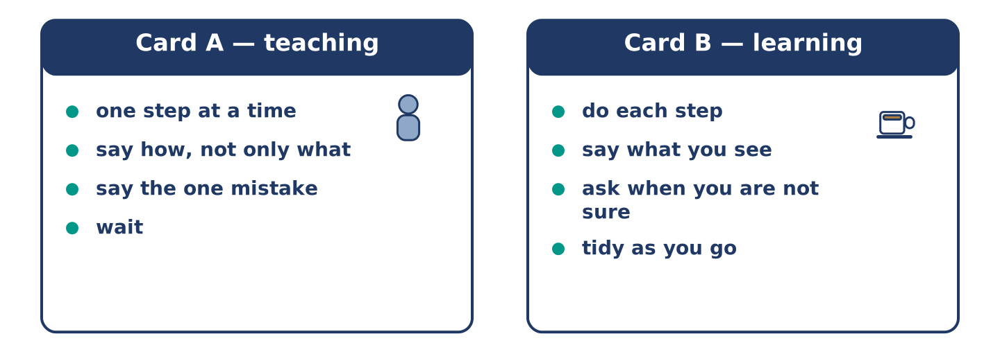 Card A — teaching
one step at a time
say how, not only what
say the one mistake
wait
Card B — learning
do each step
say what you see
ask when you are not
sure
tidy as you go